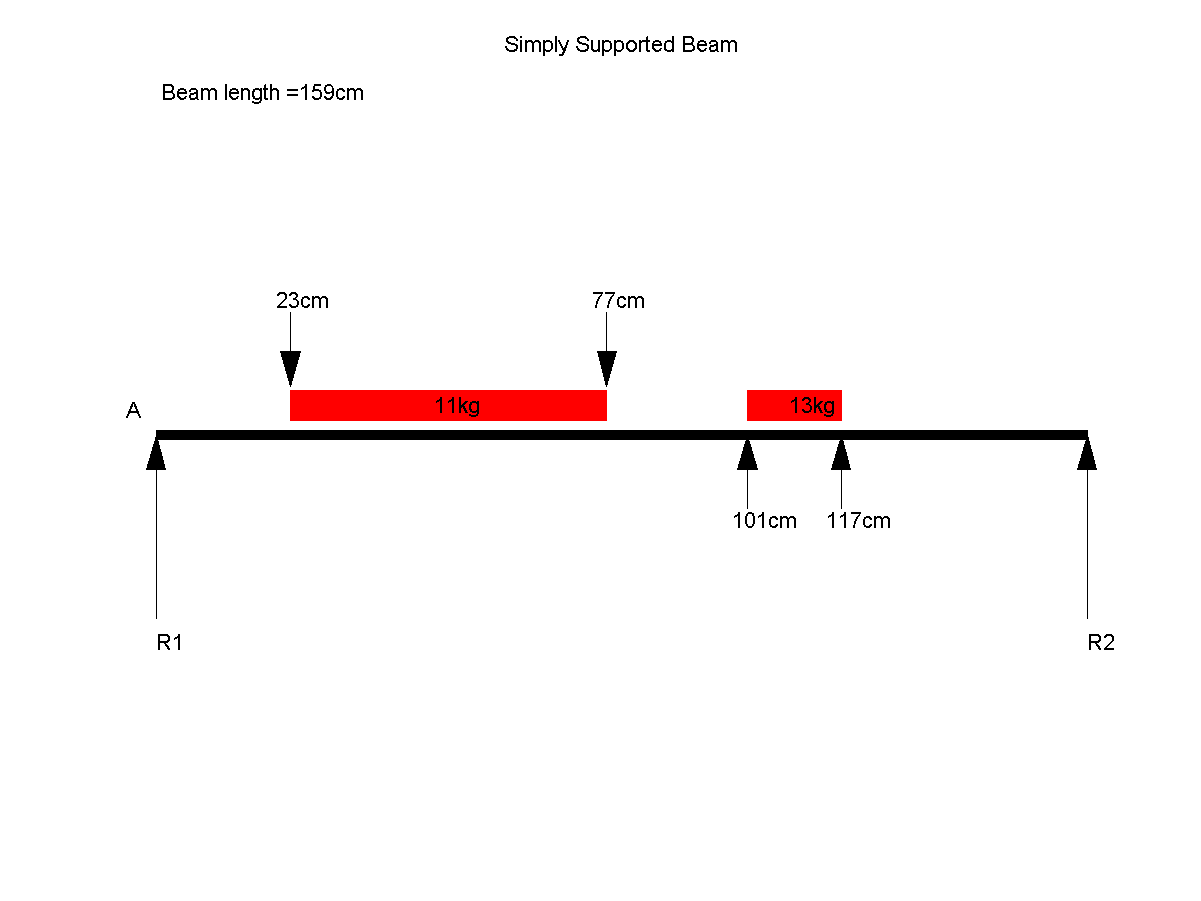 Simply Supported Beam
Beam length =159cm
23cm
77cm
A
11kg
13kg
101cm
117cm
R1
R2